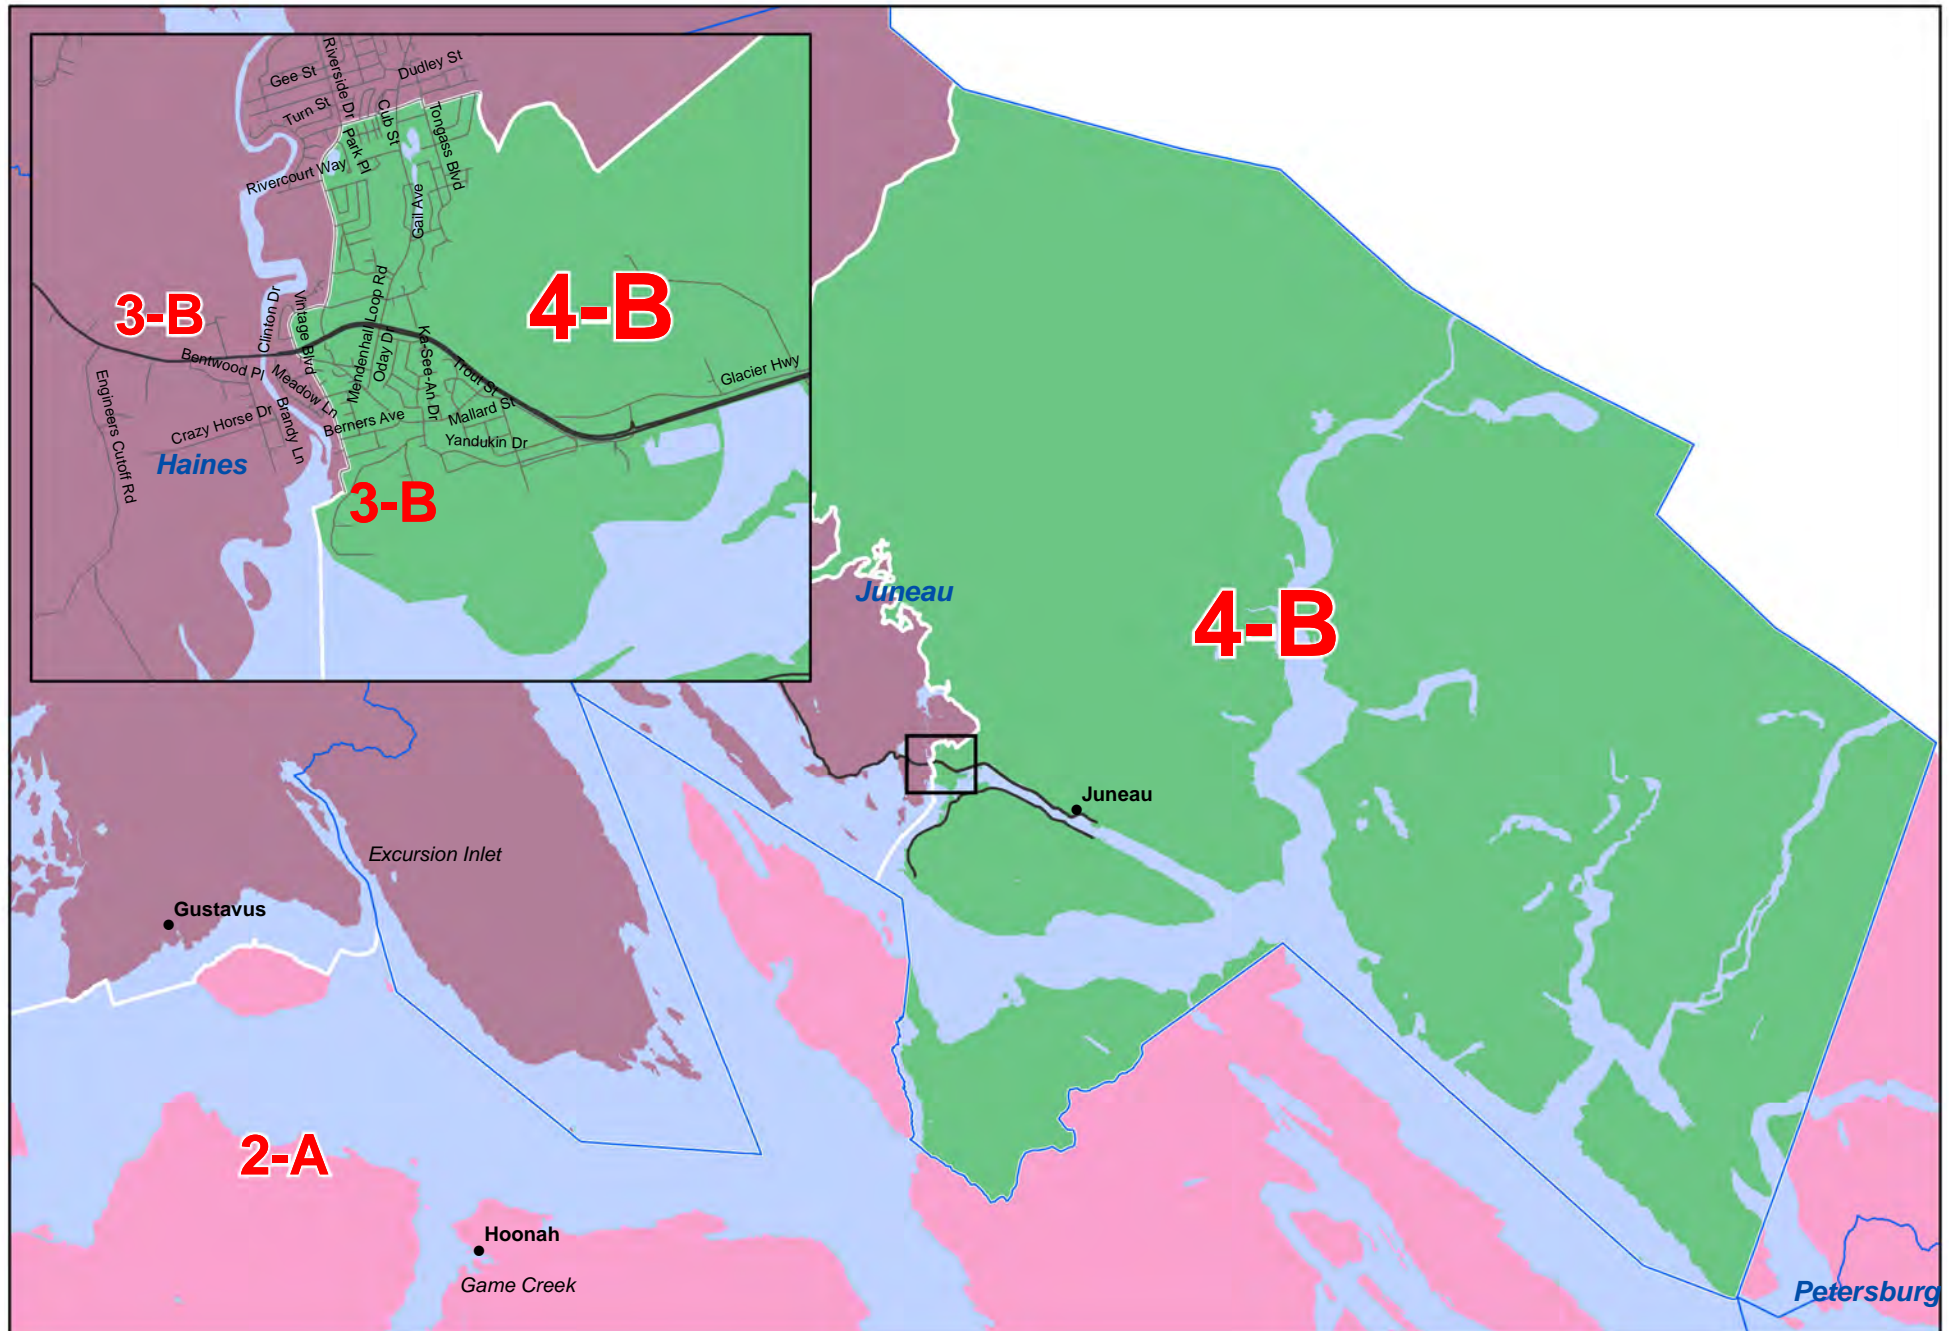 Gee St
Riverside Dr
Dudley St
Turn St
Cub St
Tongass Blvd
Park Pl
Rivercourt Way
Gail Ave
4-B
3-B
Clinton Dr
Vintage Blvd
Mendenhall Loop Rd
Oday Dr
Ka-See-An Dr
Trout St
Glacier Hwy
Bentwood Pl
Meadow Ln
Engineers Cutoff Rd
Crazy Horse Dr
Brandy Ln
Berners Ave
Mallard St
Yandukin Dr
Haines
3-B
Juneau
4-B
Juneau
Excursion Inlet
Gustavus
2-A
Hoonah
Game Creek
Petersburg